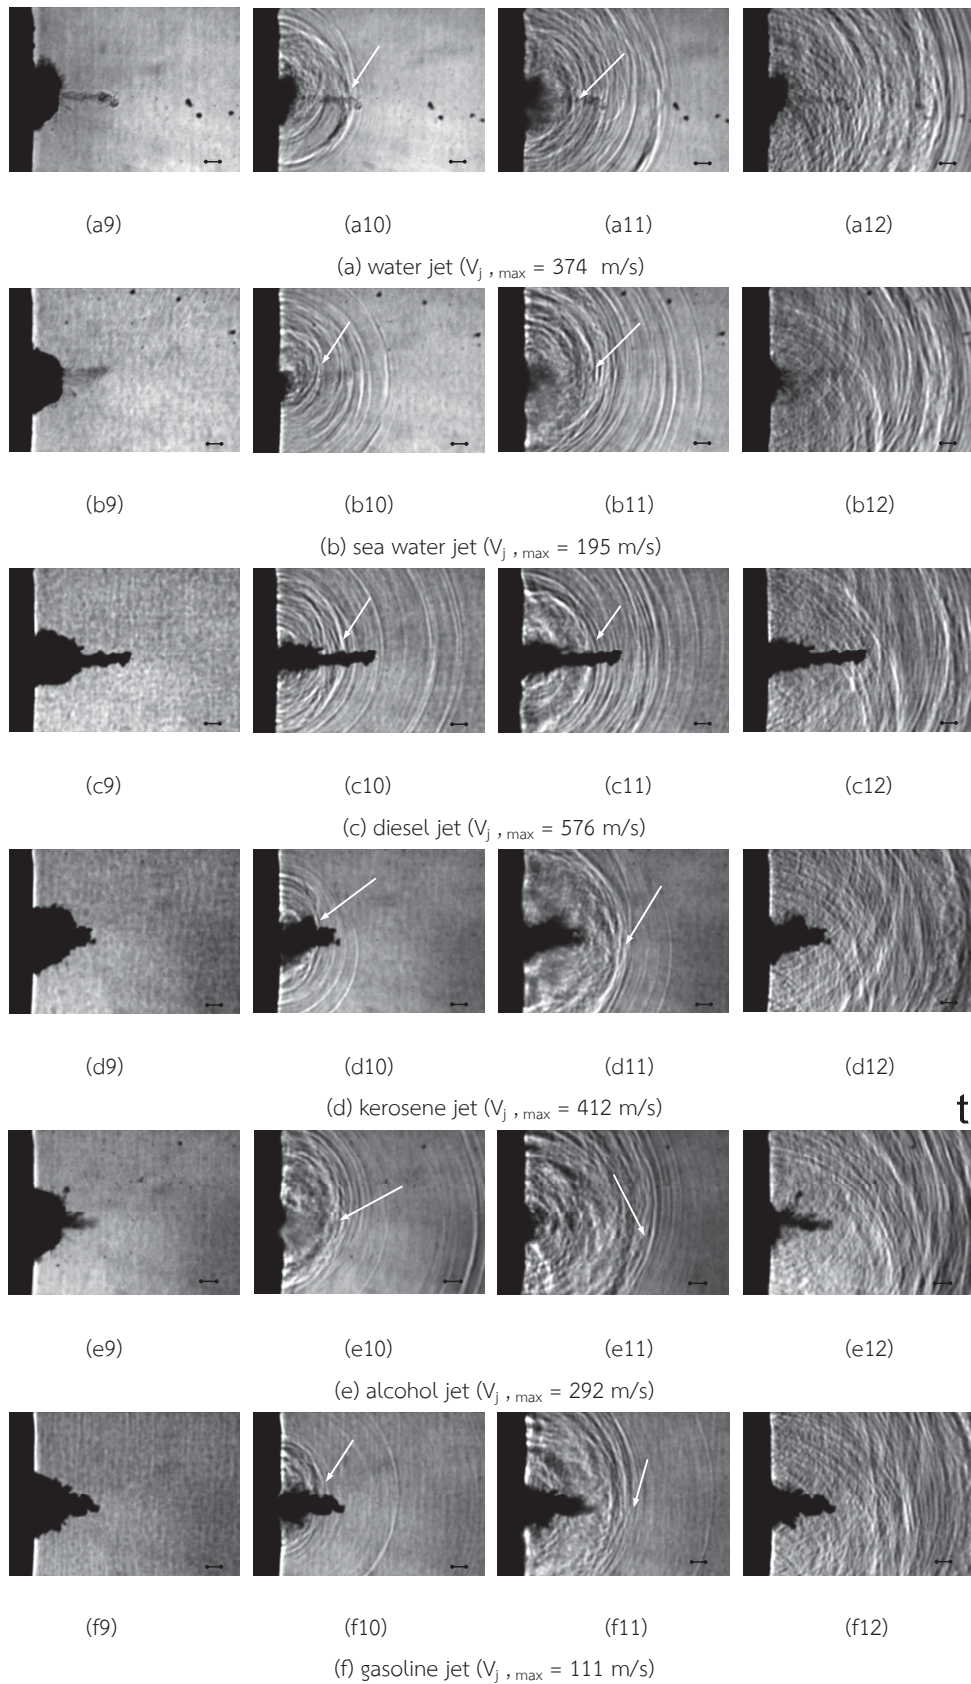 (a9) (a10) (a11) (a12)
(a) water jet (Vj , max = 374 m/s)
(b9) (b10) (b11) (b12)
(b) sea water jet (Vj , max = 195 m/s)
(c9) (c10) (c11) (c12)
(c) diesel jet (Vj , max = 576 m/s)
(d9) (d10) (d11) (d12)
(d) kerosene jet (Vj , max = 412 m/s)
t
(e9) (e10) (e11) (e12)
(e) alcohol jet (Vj , max = 292 m/s)
(f9) (f10) (f11) (f12)
(f) gasoline jet (Vj , max = 111 m/s)